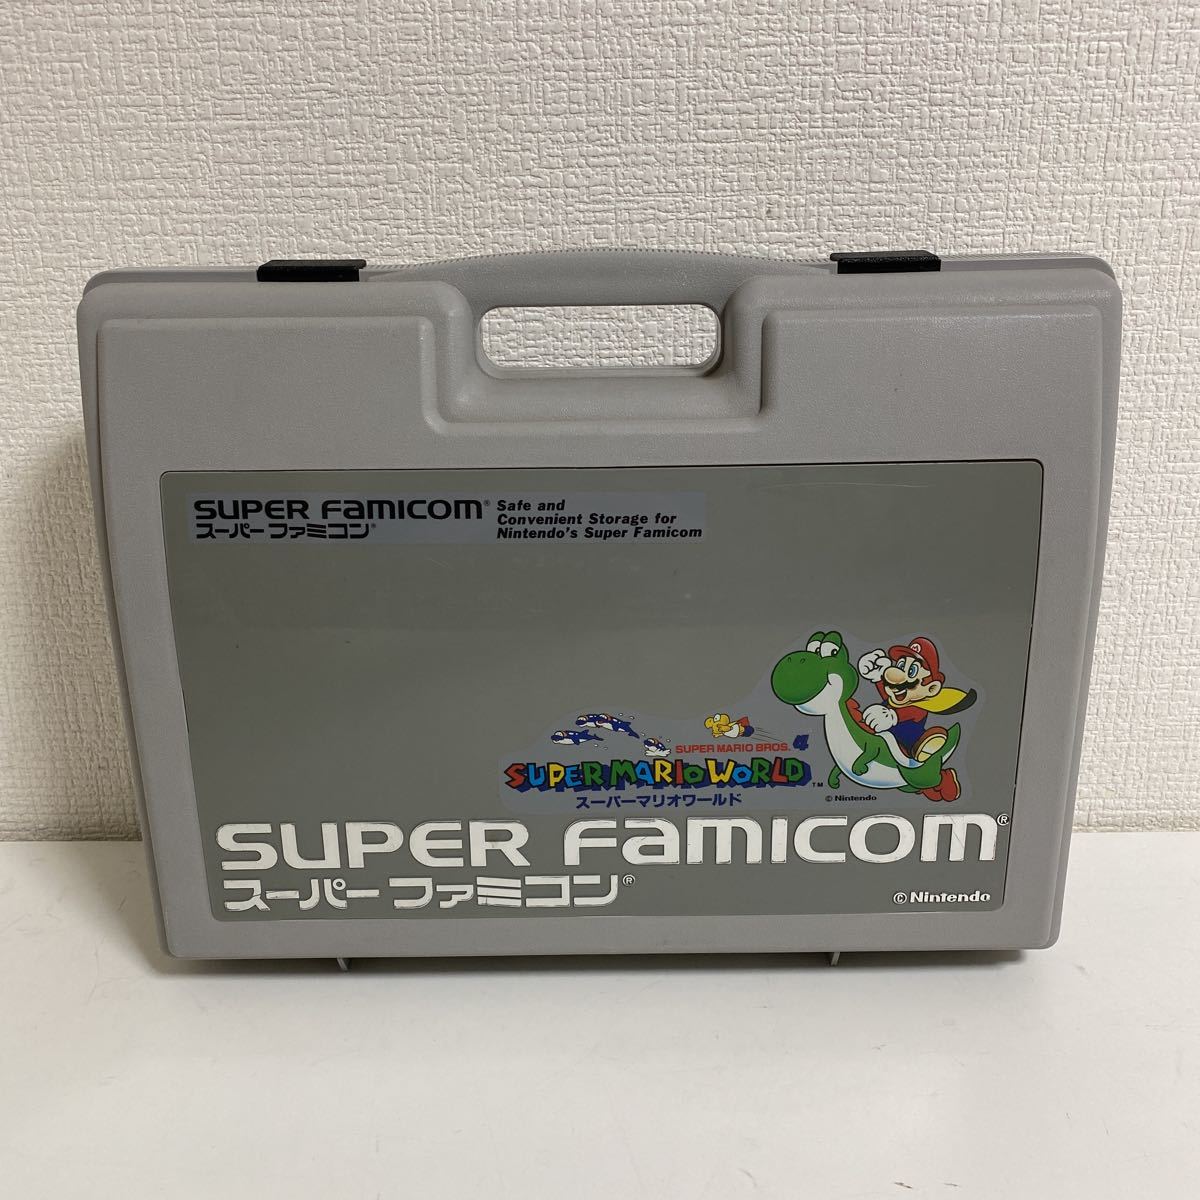 SUPER FAMICOM®
スーパーファミコン®
Safe and
Convenient Storage for
Nintendo's Super Famicom
SUPER MARIO BROS. 4
SUPER MARIO WORLD™
スーパーマリオワールド
©Nintendo
SUPER FAMICOM®
スーパーファミコン®
©Nintendo